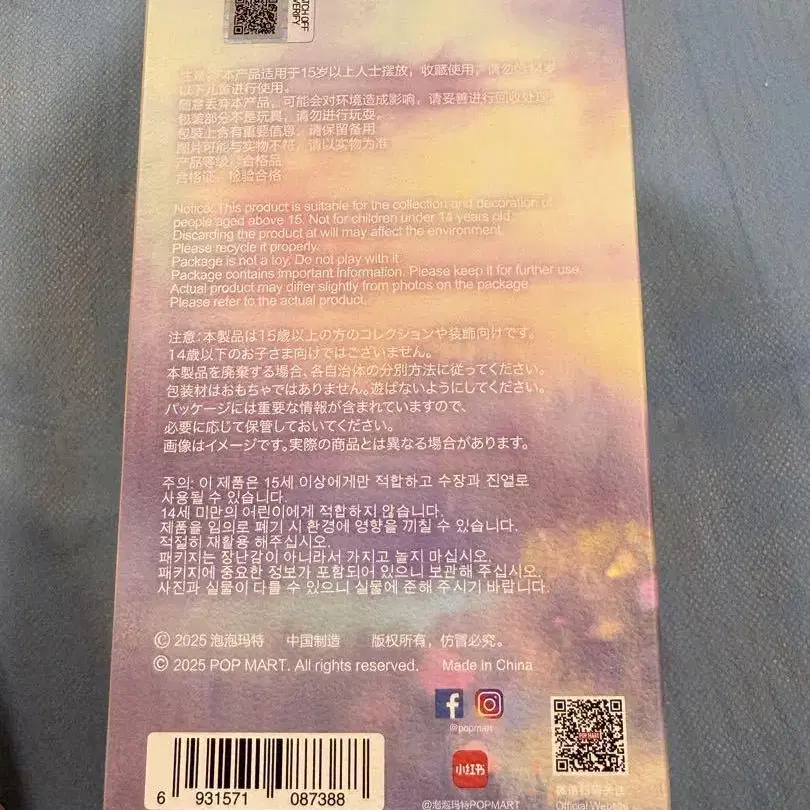 TCH OFF
VERIFY
注意：本产品适用于15岁以上人士摆放，收藏使用，请勿给14岁
以下儿童进行使用。
随意丢弃本产品，可能会对环境造成影响，请妥善进行回收处理。
包装部分不是玩具，请勿进行玩耍。
包装上含有重要信息，请保留备用
图片可能与实物不符，请以实物为准
产品等级：合格品
合格证：检验合格
Notice: This product is suitable for the collection and decoration of
people aged above 15. Not for children under 14 years old.
Discarding the product at will may affect the environment.
Please recycle it properly.
Package is not a toy. Do not play with it.
Package contains important information. Please keep it for further use.
Actual product may differ slightly from photos on the package.
Please refer to the actual product.
注意：本製品は15歳以上の方のコレクションや装飾向けです。
14歳以下のお子さま向けではございません。
本製品を廃棄する場合、各自治体の分別方法に従ってください。
包装材はおもちゃではありません。遊ばないようにしてください。
パッケージには重要な情報が含まれていますので、
必要に応じて保管しておいてください。
画像はイメージです。実際の商品とは異なる場合があります。
주의: 이 제품은 15세 이상에게만 적합하고 수장과 진열로
사용될 수 있습니다.
14세 미만의 어린이에게 적합하지 않습니다.
제품을 임의로 폐기 시 환경에 영향을 끼칠 수 있습니다.
적절히 재활용 해주십시오.
패키지는 장난감이 아니라서 가지고 놀지 마십시오.
패키지에 중요한 정보가 포함되어 있으니 보관해 주십시오.
사진과 실물이 다를 수 있으니 실물에 준해 주시기 바랍니다.
© 2025 泡泡玛特 中国制造 版权所有，仿冒必究。
© 2025 POP MART. All rights reserved. Made In China
@popmart
POP MART
小红书
@泡泡玛特POPMART
微信扫码关注
Official Website
6 931571 087388